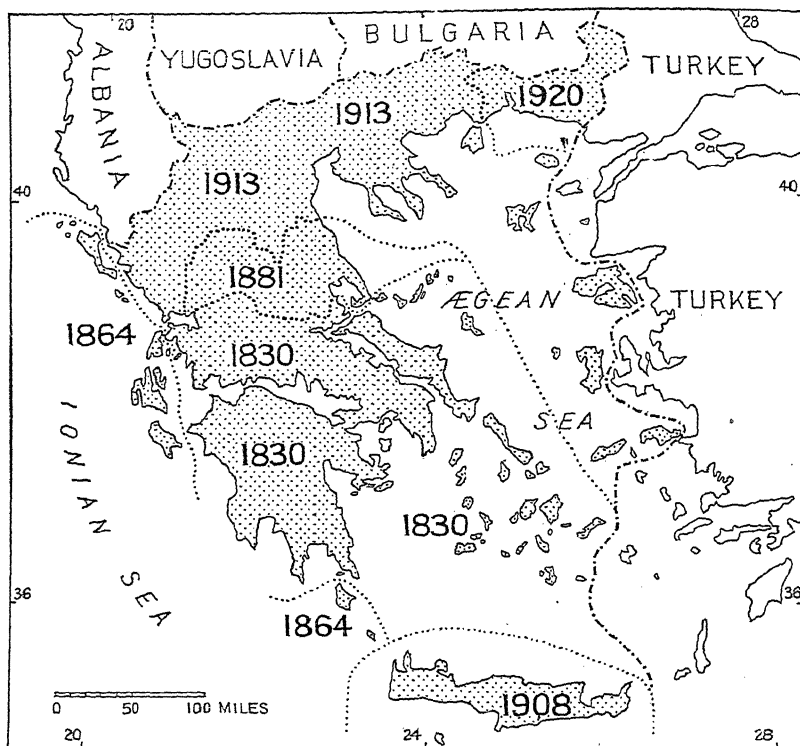 20
28
BULGARIA
YUGOSLAVIA
TURKEY
ALBANIA
1920
1913
1913
40
40
1881
ÆGEAN
TURKEY
1864
1830
SEA
1830
IONIAN SEA
1830
36
36
1864
1908
0 50 100 MILES
20
24
28